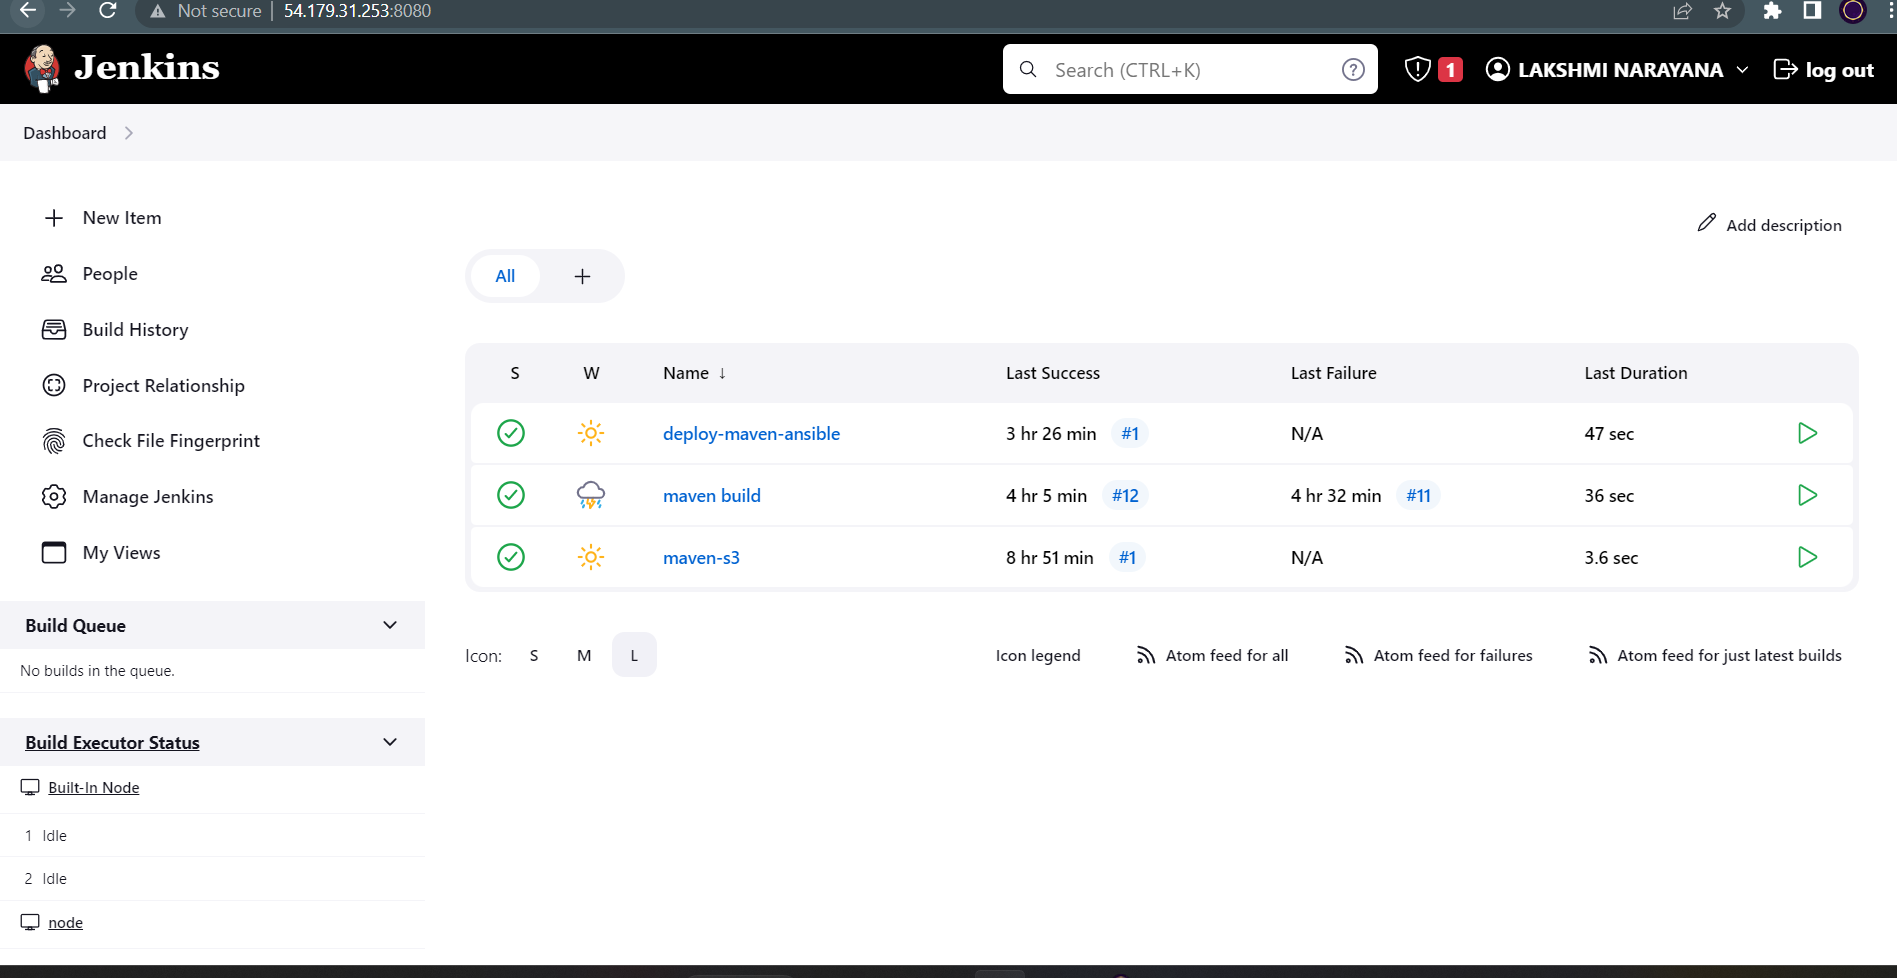 Not secure | 54.179.31.253:8080
Jenkins
Search (CTRL+K)
1
LAKSHMI NARAYANA
log out
Dashboard
New Item
People
Build History
Project Relationship
Check File Fingerprint
Manage Jenkins
My Views
Build Queue
No builds in the queue.
Build Executor Status
Built-In Node
1 Idle
2 Idle
node
Add description
All
S W Name ↓ Last Success Last Failure Last Duration
deploy-maven-ansible 3 hr 26 min #1 N/A 47 sec
maven build 4 hr 5 min #12 4 hr 32 min #11 36 sec
maven-s3 8 hr 51 min #1 N/A 3.6 sec
Icon: S M L
Icon legend Atom feed for all Atom feed for failures Atom feed for just latest builds